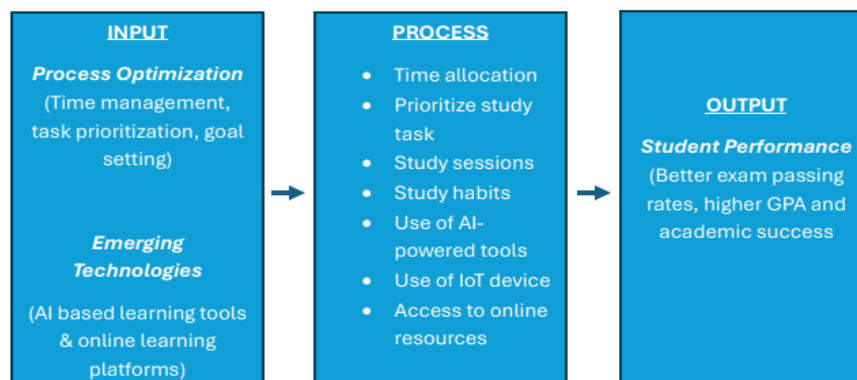 INPUT
Process Optimization
(Time management,
task prioritization, goal
setting)
Emerging
Technologies
(AI based learning tools
& online learning
platforms)
PROCESS
• Time allocation
• Prioritize study
task
• Study sessions
• Study habits
• Use of AI-
powered tools
• Use of IoT device
• Access to online
resources
OUTPUT
Student Performance
(Better exam passing
rates, higher GPA and
academic success